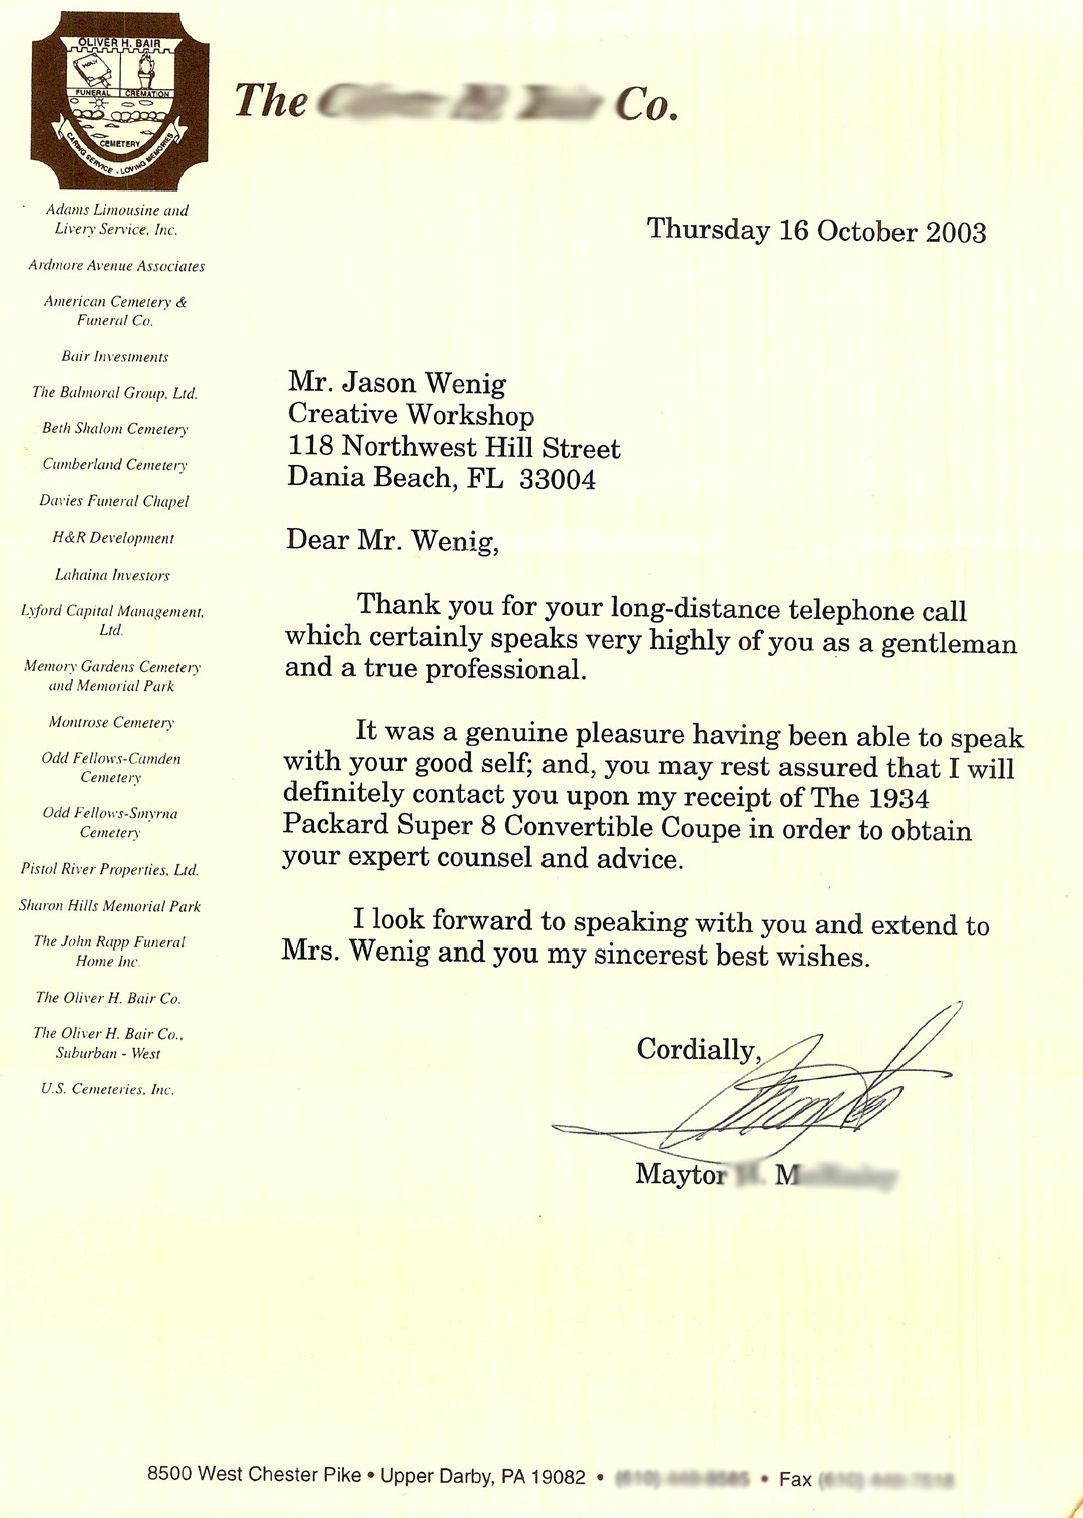 OLIVER H. BAIR
HOLY
FUNERAL CREMATION
CEMETERY
CARING SERVICE - LOVING MEMORIES
The Co.
Adams Limousine and
Livery Service, Inc.
Ardmore Avenue Associates
American Cemetery &
Funeral Co.
Bair Investments
The Balmoral Group, Ltd.
Beth Shalom Cemetery
Cumberland Cemetery
Davies Funeral Chapel
H&R Development
Lahaina Investors
Lyford Capital Management,
Ltd.
Memory Gardens Cemetery
and Memorial Park
Montrose Cemetery
Odd Fellows-Camden
Cemetery
Odd Fellows-Smyrna
Cemetery
Pistol River Properties, Ltd.
Sharon Hills Memorial Park
The John Rapp Funeral
Home Inc.
The Oliver H. Bair Co.
The Oliver H. Bair Co.,
Suburban - West
U.S. Cemeteries, Inc.
Thursday 16 October 2003
Mr. Jason Wenig
Creative Workshop
118 Northwest Hill Street
Dania Beach, FL 33004
Dear Mr. Wenig,
Thank you for your long-distance telephone call
which certainly speaks very highly of you as a gentleman
and a true professional.
It was a genuine pleasure having been able to speak
with your good self; and, you may rest assured that I will
definitely contact you upon my receipt of The 1934
Packard Super 8 Convertible Coupe in order to obtain
your expert counsel and advice.
I look forward to speaking with you and extend to
Mrs. Wenig and you my sincerest best wishes.
Cordially,
Maytor M
8500 West Chester Pike • Upper Darby, PA 19082 • • Fax